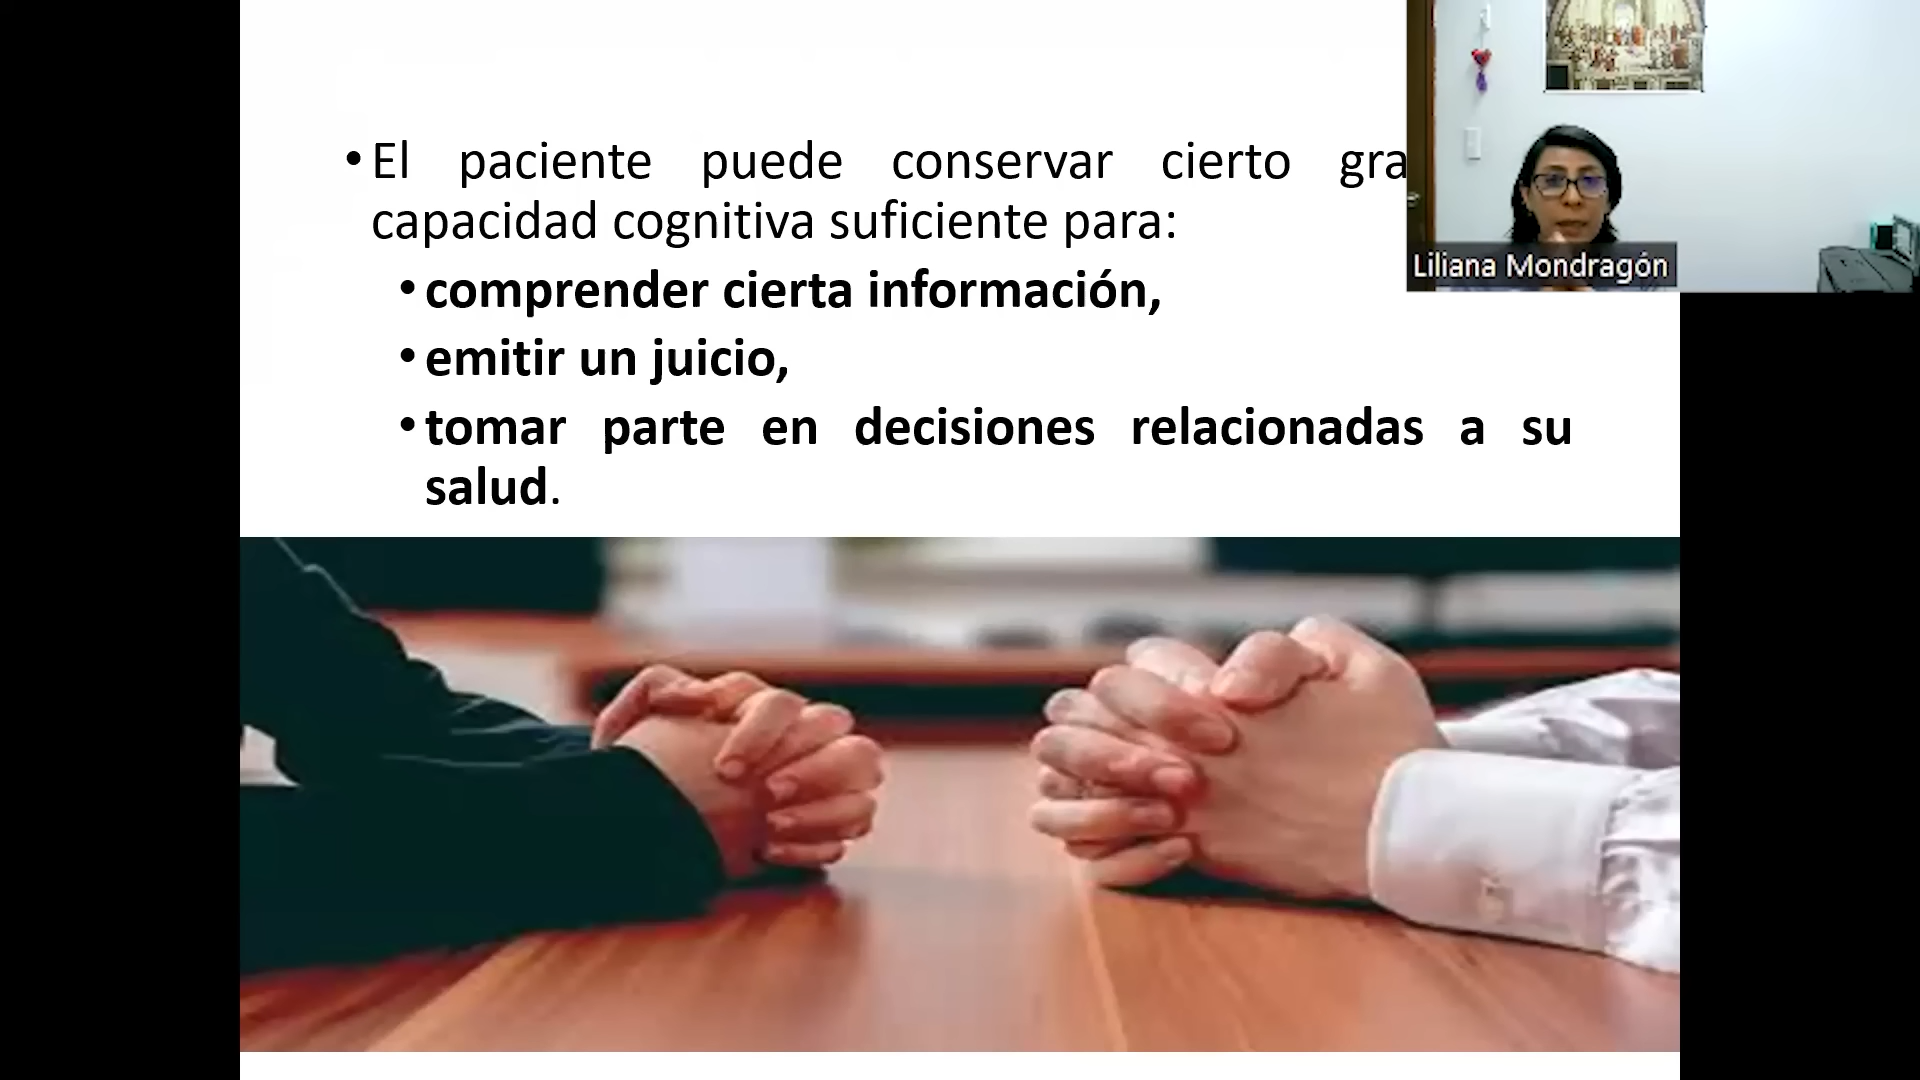 • El paciente puede conservar cierto gra
capacidad cognitiva suficiente para:
• comprender cierta información,
• emitir un juicio,
• tomar parte en decisiones relacionadas a su
salud.
Liliana Mondragón